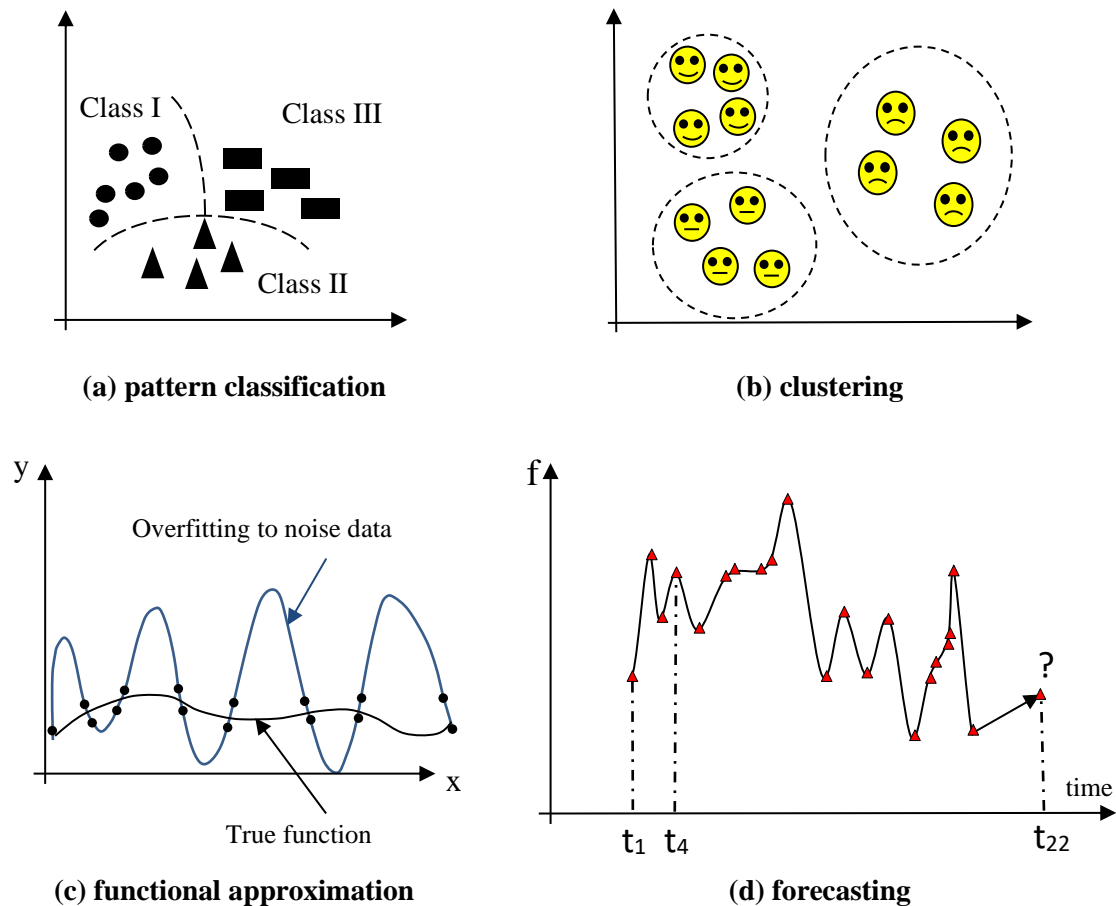 Class I
Class III
Class II
(a) pattern classification
(b) clustering
y
Overfitting to noise data
x
True function
(c) functional approximation
f
?
time
t₁
t₄
t₂₂
(d) forecasting